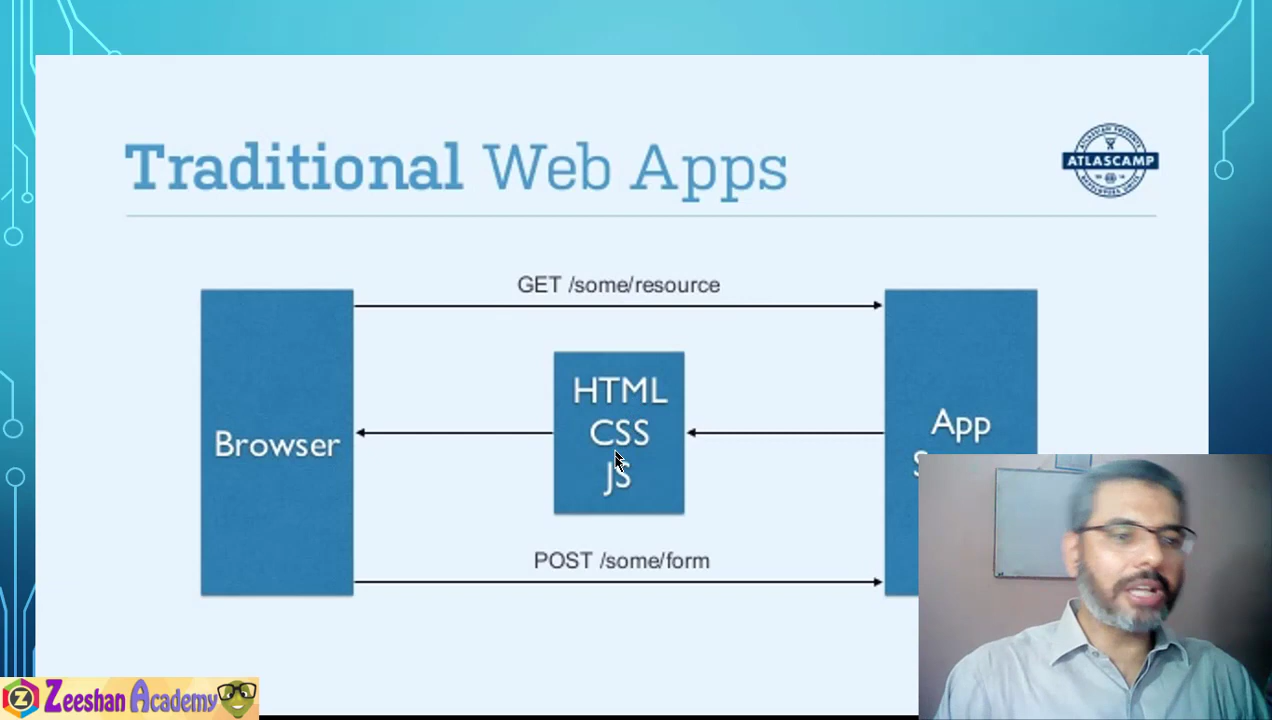 Traditional Web Apps
ATLASCAMP
GET /some/resource
HTML
CSS
JS
Browser
App
POST /some/form
Zeeshan Academy